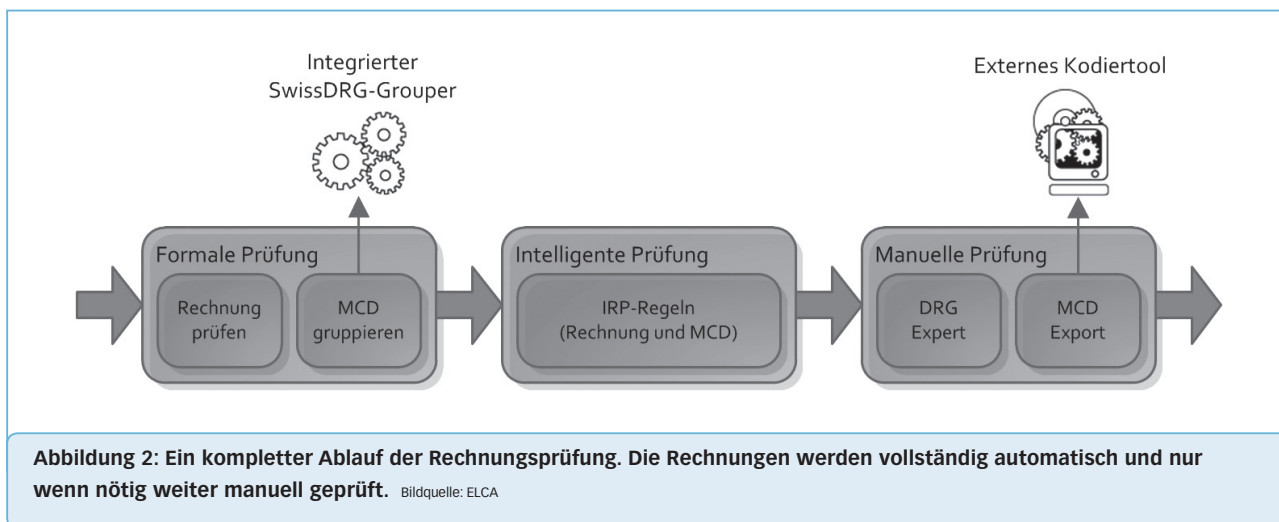 Integrierter
SwissDRG-Grouper
Externes Kodiertool
Formale Prüfung
Rechnung
prüfen
MCD
gruppieren
Intelligente Prüfung
IRP-Regeln
(Rechnung und MCD)
Manuelle Prüfung
DRG
Expert
MCD
Export
Abbildung 2: Ein kompletter Ablauf der Rechnungsprüfung. Die Rechnungen werden vollständig automatisch und nur
wenn nötig weiter manuell geprüft. Bildquelle: ELCA